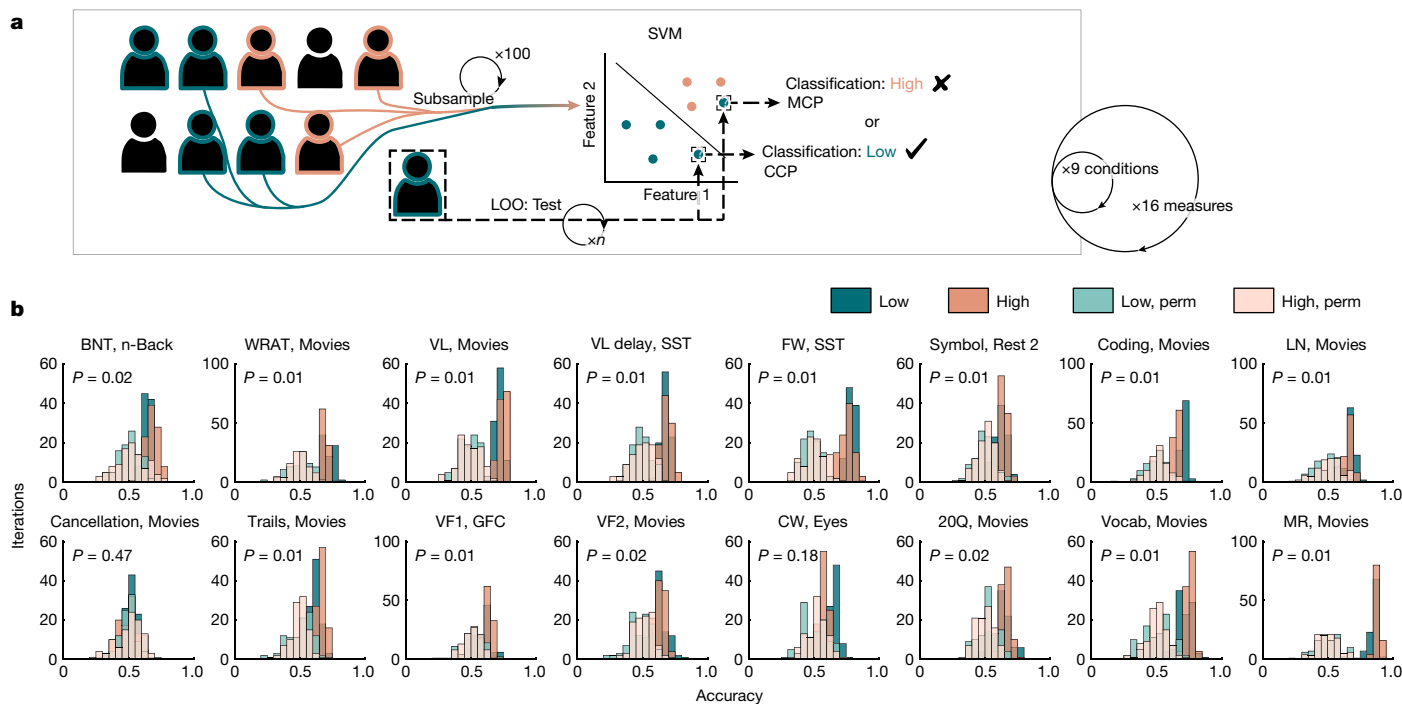 a
SVM
×100
Subsample
Feature 2
Feature 1
Classification: High ✘
MCP
or
Classification: Low ✓
CCP
LOO: Test
×n
×9 conditions
×16 measures
b
Low
High
Low, perm
High, perm
Iterations
BNT, n-Back
P = 0.02
60
40
20
0
0 0.5 1.0
WRAT, Movies
P = 0.01
100
50
0
0 0.5 1.0
VL, Movies
P = 0.01
60
40
20
0
0 0.5 1.0
VL delay, SST
P = 0.01
60
40
20
0
0 0.5 1.0
FW, SST
P = 0.01
60
40
20
0
0 0.5 1.0
Symbol, Rest 2
P = 0.01
60
40
20
0
0 0.5 1.0
Coding, Movies
P = 0.01
100
50
0
0 0.5 1.0
LN, Movies
P = 0.01
100
50
0
0 0.5 1.0
Cancellation, Movies
P = 0.47
60
40
20
0
0 0.5 1.0
Trails, Movies
P = 0.01
60
40
20
0
0 0.5 1.0
VF1, GFC
P = 0.01
100
50
0
0 0.5 1.0
VF2, Movies
P = 0.02
60
40
20
0
0 0.5 1.0
CW, Eyes
P = 0.18
60
40
20
0
0 0.5 1.0
20Q, Movies
P = 0.02
60
40
20
0
0 0.5 1.0
Vocab, Movies
P = 0.01
60
40
20
0
0 0.5 1.0
MR, Movies
P = 0.01
100
50
0
0 0.5 1.0
Accuracy